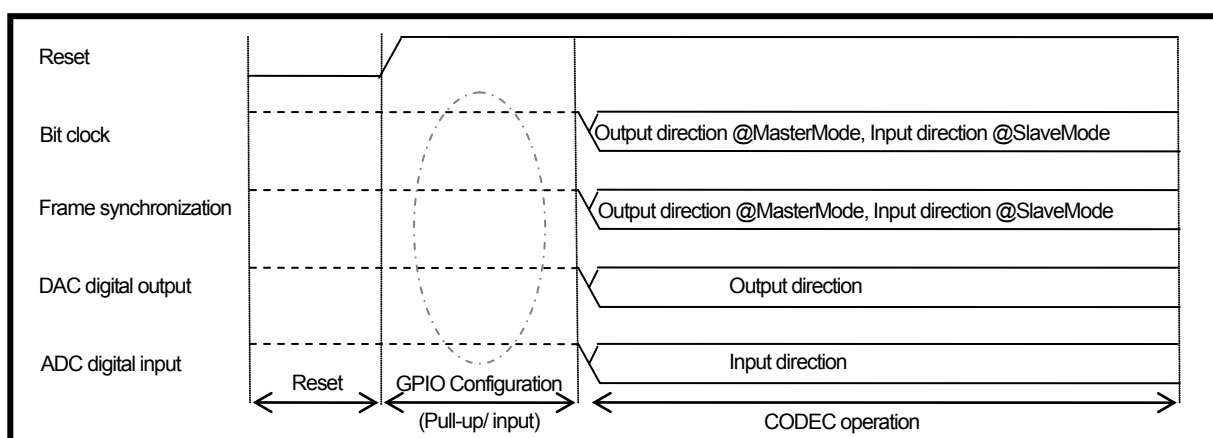 Reset
Bit clock
Output direction @MasterMode, Input direction @SlaveMode
Frame synchronization
Output direction @MasterMode, Input direction @SlaveMode
DAC digital output
Output direction
ADC digital input
Input direction
Reset
GPIO Configuration
(Pull-up/ input)
CODEC operation